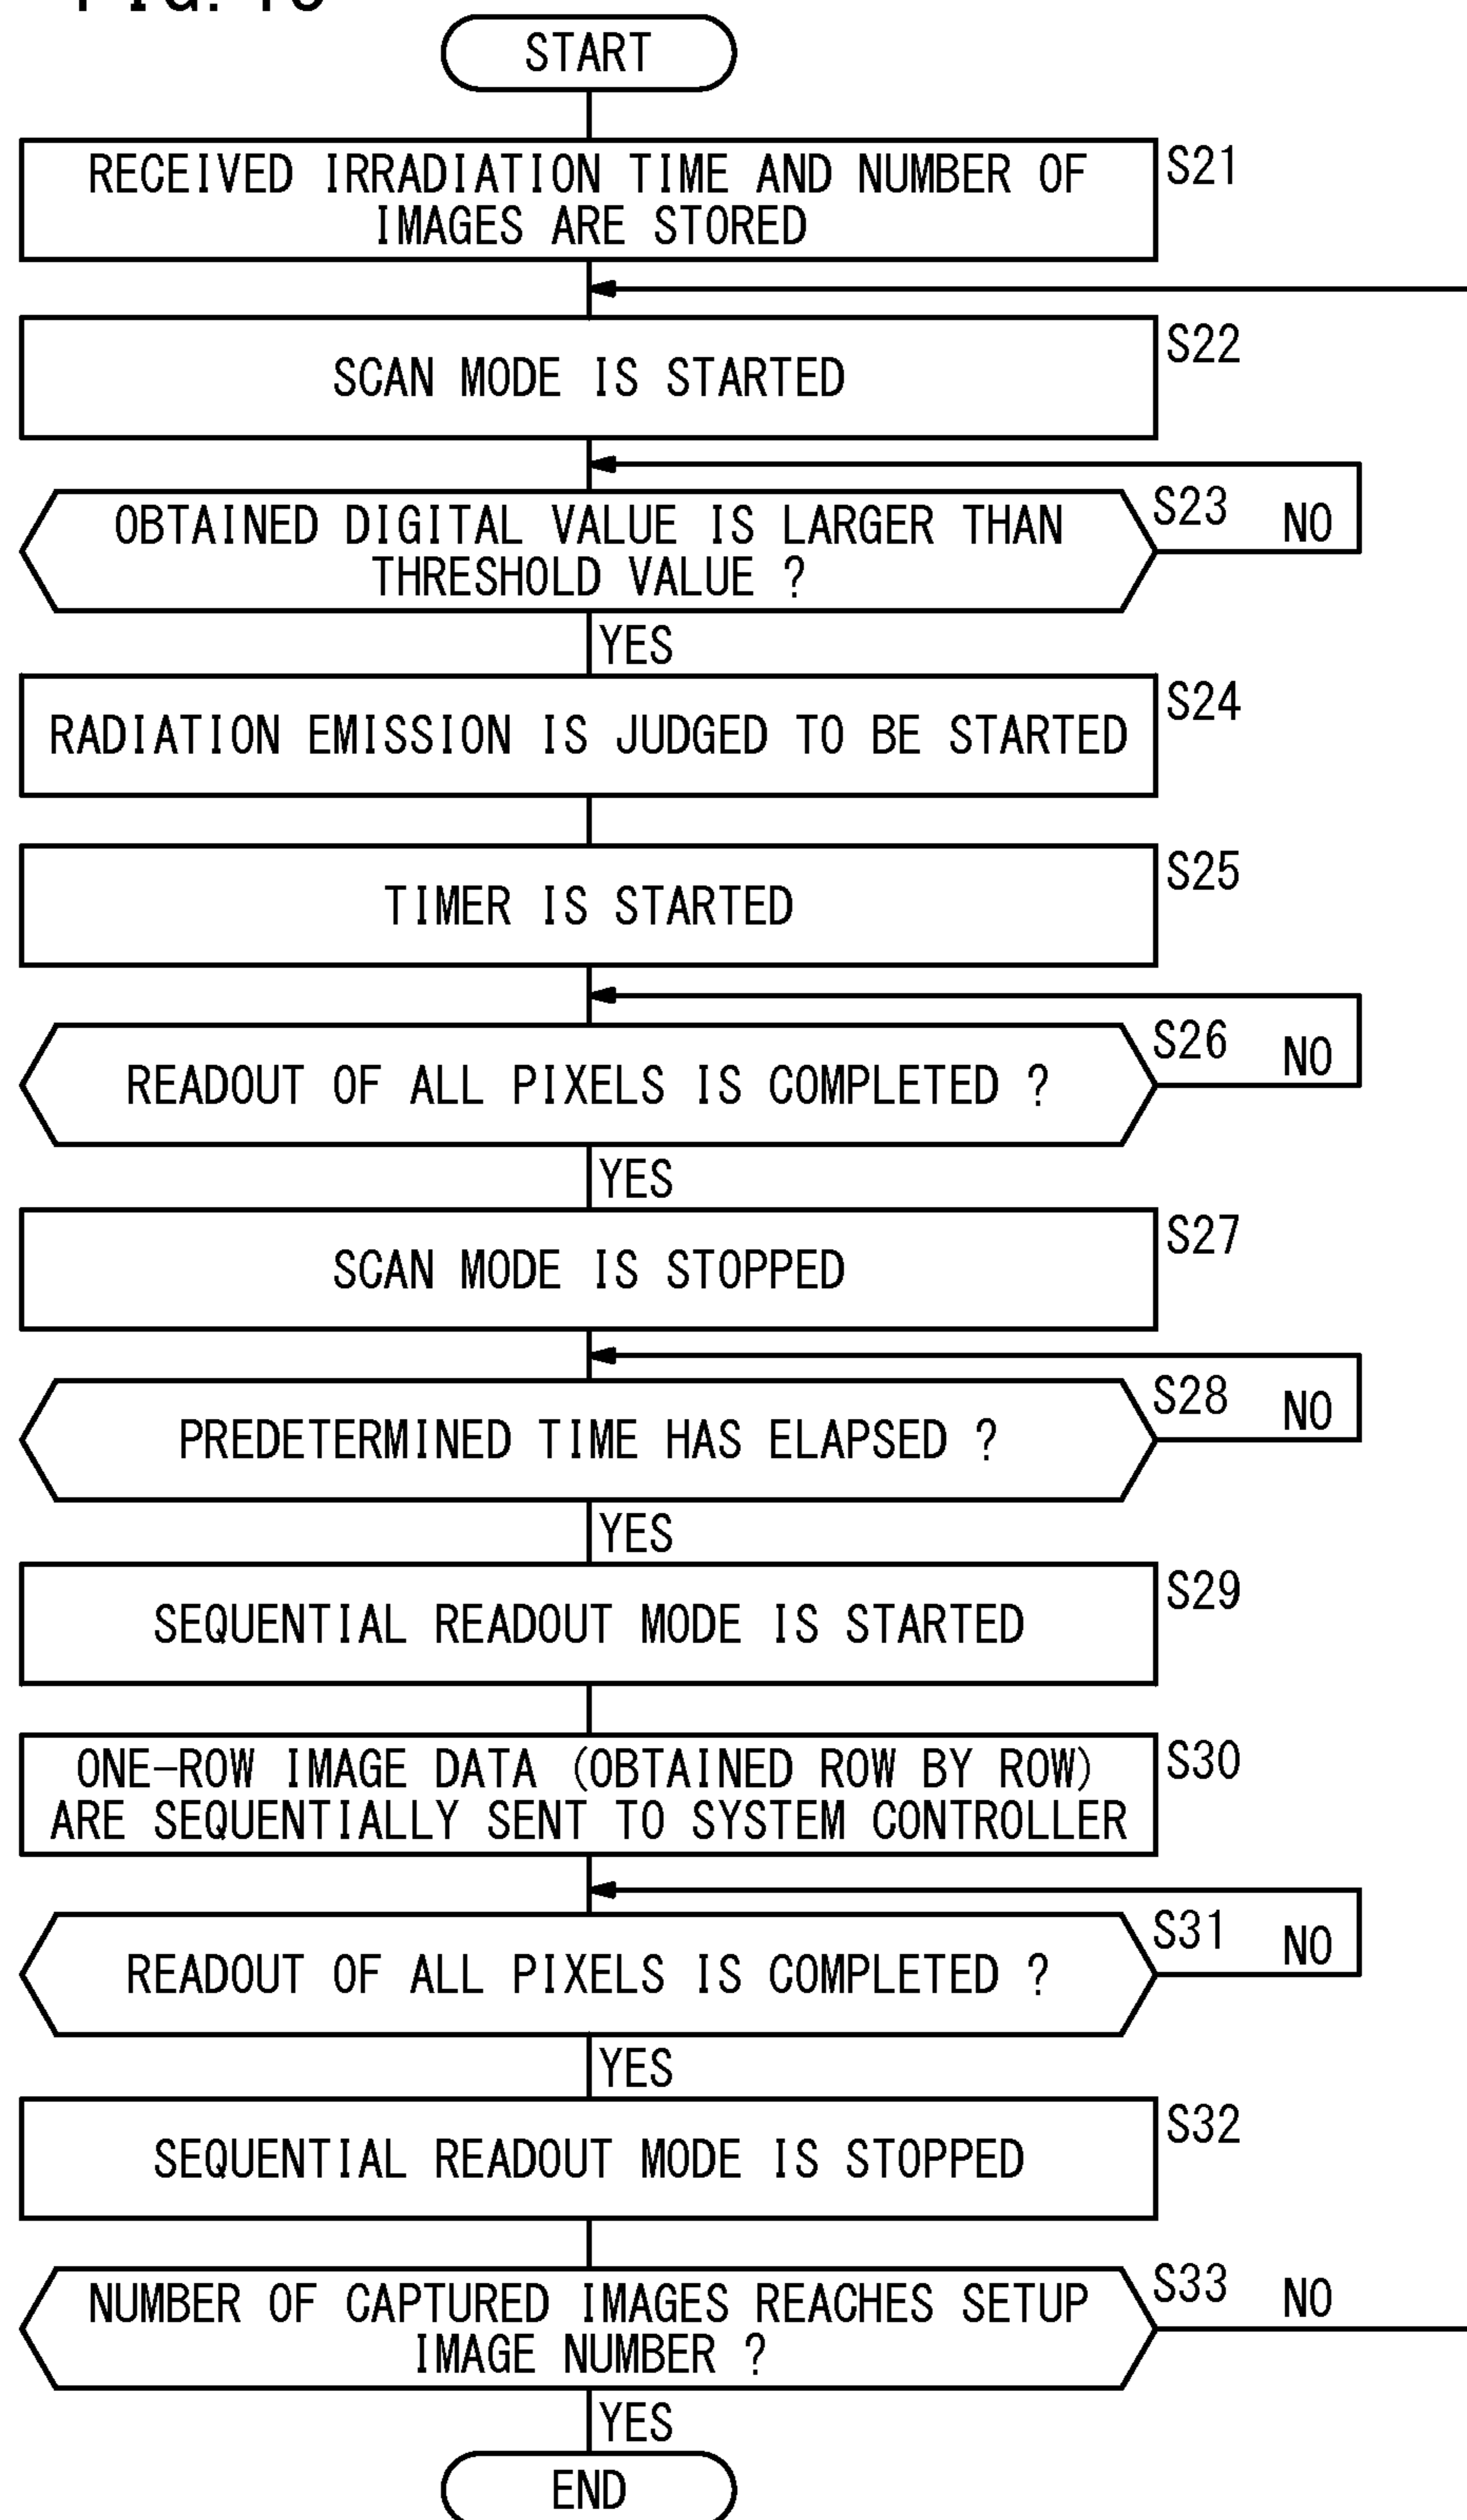 START
RECEIVED IRRADIATION TIME AND NUMBER OF
IMAGES ARE STORED
S21
SCAN MODE IS STARTED
S22
OBTAINED DIGITAL VALUE IS LARGER THAN
THRESHOLD VALUE ?
S23 NO
YES
RADIATION EMISSION IS JUDGED TO BE STARTED
S24
TIMER IS STARTED
S25
READOUT OF ALL PIXELS IS COMPLETED ?
S26 NO
YES
SCAN MODE IS STOPPED
S27
PREDETERMINED TIME HAS ELAPSED ?
S28 NO
YES
SEQUENTIAL READOUT MODE IS STARTED
S29
ONE-ROW IMAGE DATA (OBTAINED ROW BY ROW)
ARE SEQUENTIALLY SENT TO SYSTEM CONTROLLER
S30
READOUT OF ALL PIXELS IS COMPLETED ?
S31 NO
YES
SEQUENTIAL READOUT MODE IS STOPPED
S32
NUMBER OF CAPTURED IMAGES REACHES SETUP
IMAGE NUMBER ?
S33 NO
YES
END